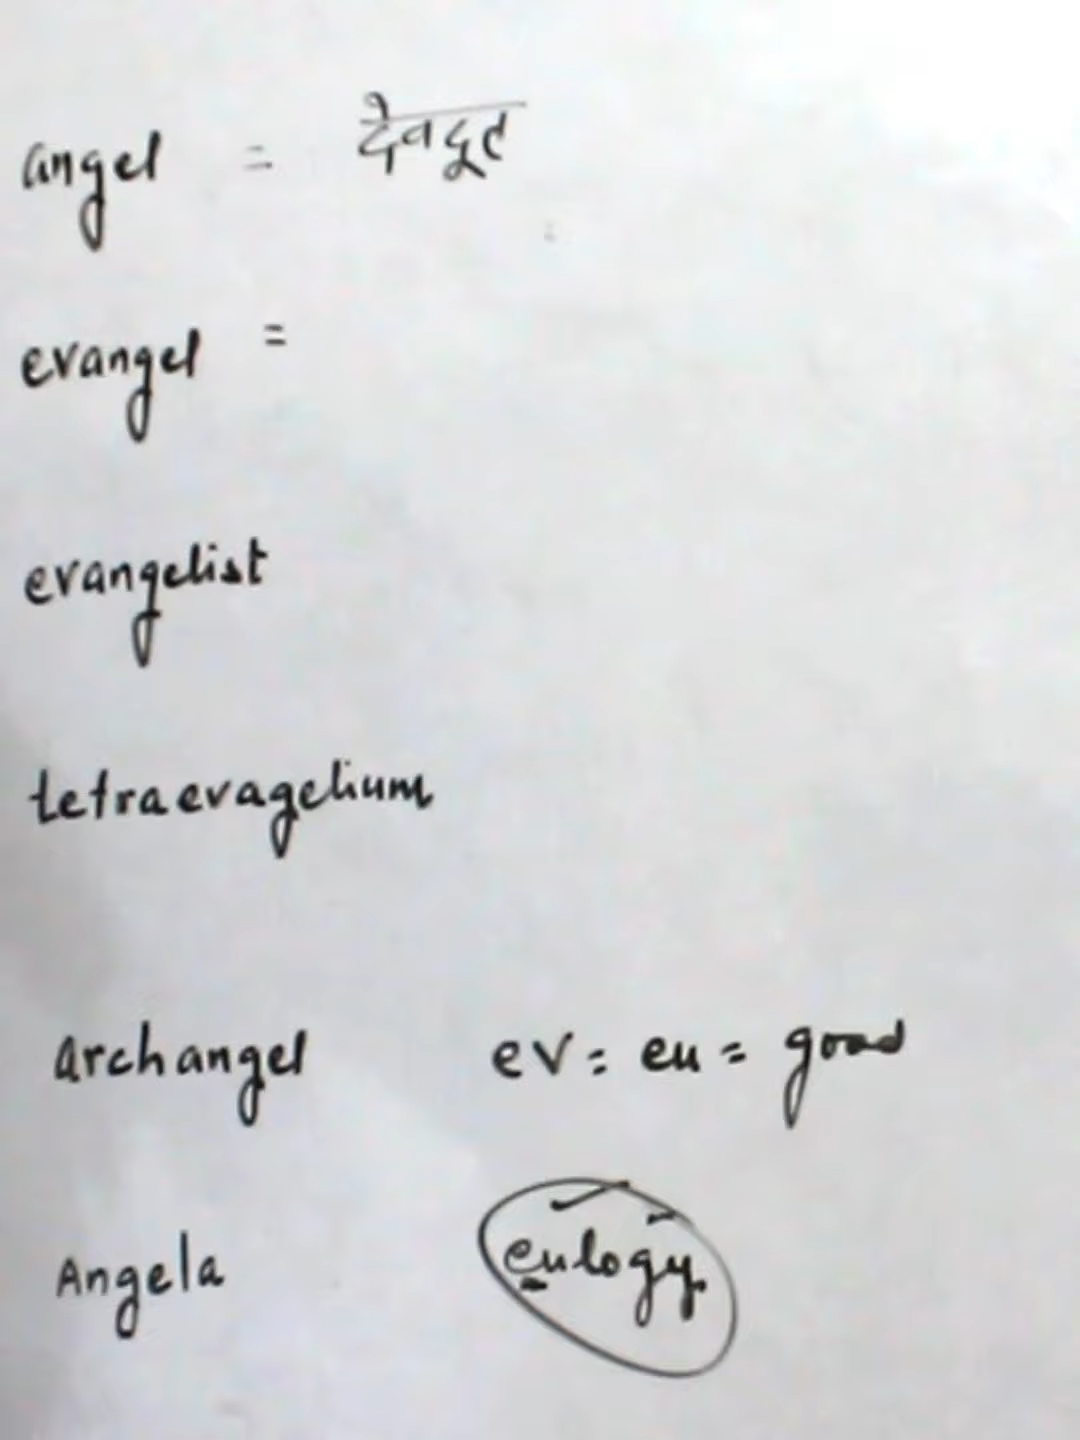 angel = देवदूत
evangel =
evangelist
tetraevagelium
Archangel ev = eu = good
Angela eulogy